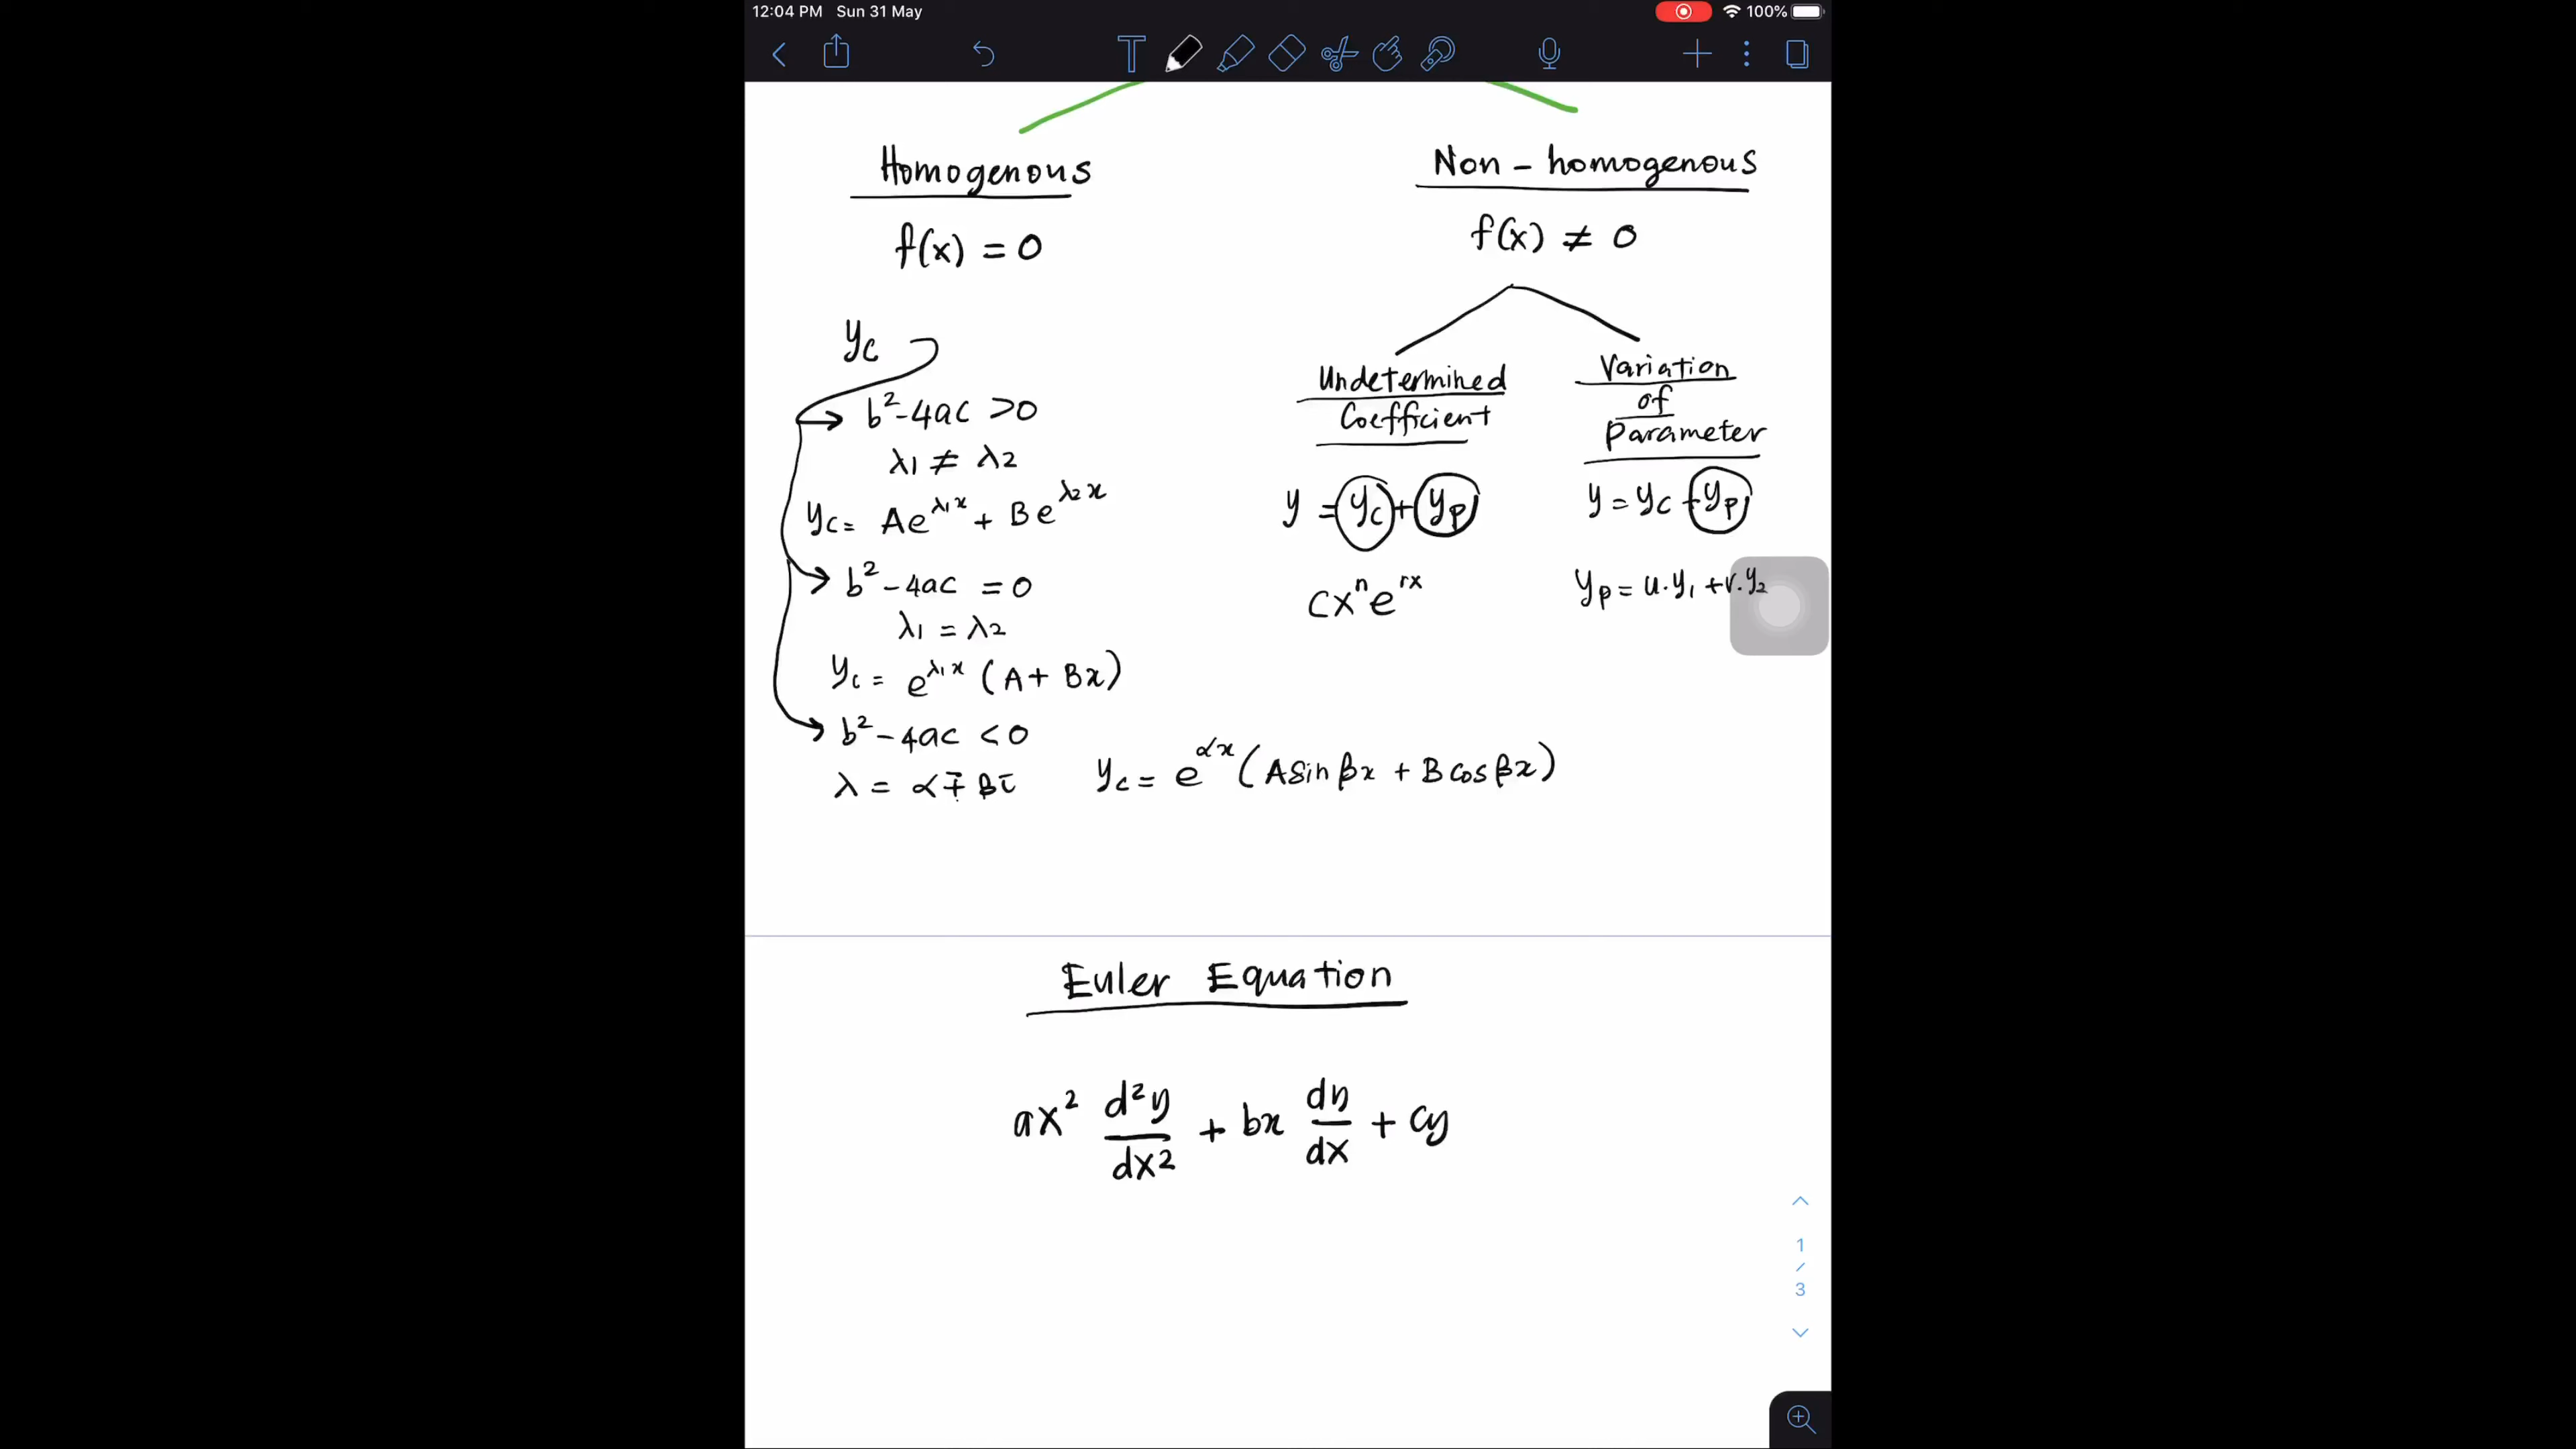 12:04 PM Sun 31 May 100%
Homogenous
f(x) = 0
yc
b²-4ac >0
λ1 ≠ λ2
yc= Ae^λ1x + Be^λ2x
b²-4ac = 0
λ1 = λ2
yc = e^λ1x (A+ Bx)
b²-4ac < 0
λ = α∓Bi
yc = e^αx (A sin βx + B cos βx)
Non-homogenous
f(x) ≠ 0
Undetermined
Coefficient
y = yc + yp
cx^n e^rx
Variation
of
Parameter
y = yc + yp
yp = u.y1 + v.y2
Euler Equation
ax² d²y/dx² + bx dy/dx + cy
1
/
3